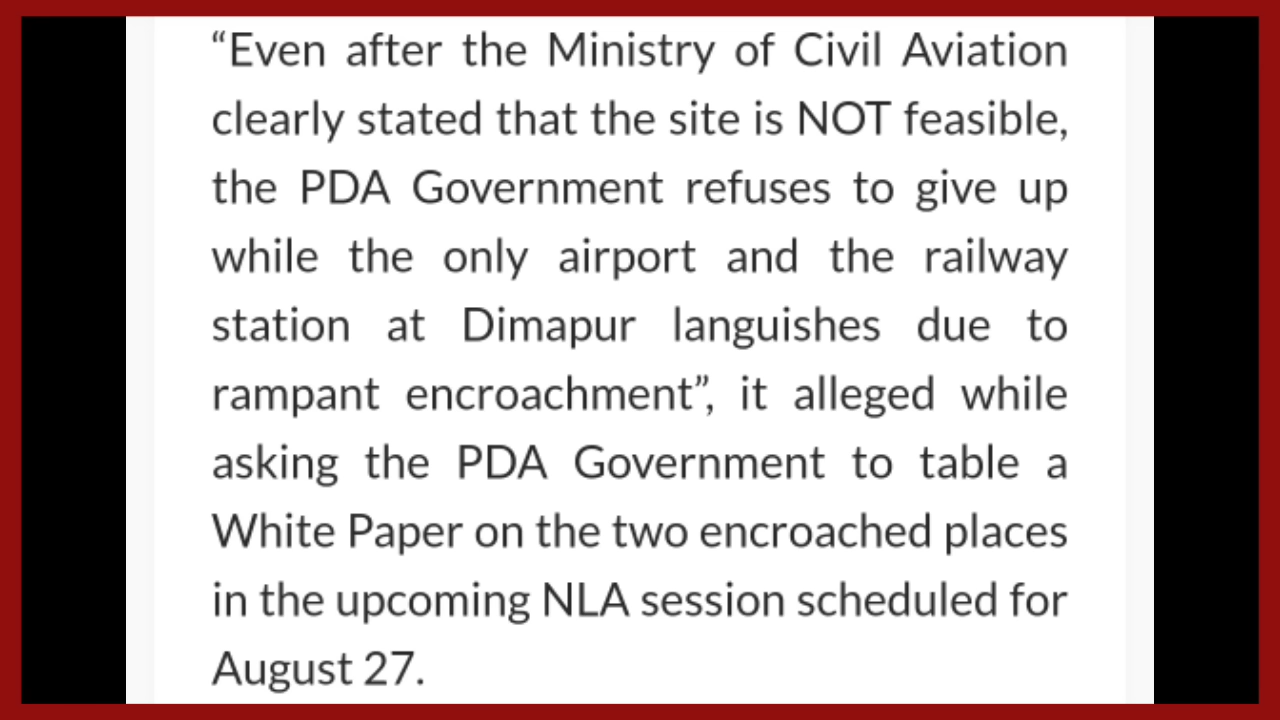 “Even after the Ministry of Civil Aviation
clearly stated that the site is NOT feasible,
the PDA Government refuses to give up
while the only airport and the railway
station at Dimapur languishes due to
rampant encroachment”, it alleged while
asking the PDA Government to table a
White Paper on the two encroached places
in the upcoming NLA session scheduled for
August 27.